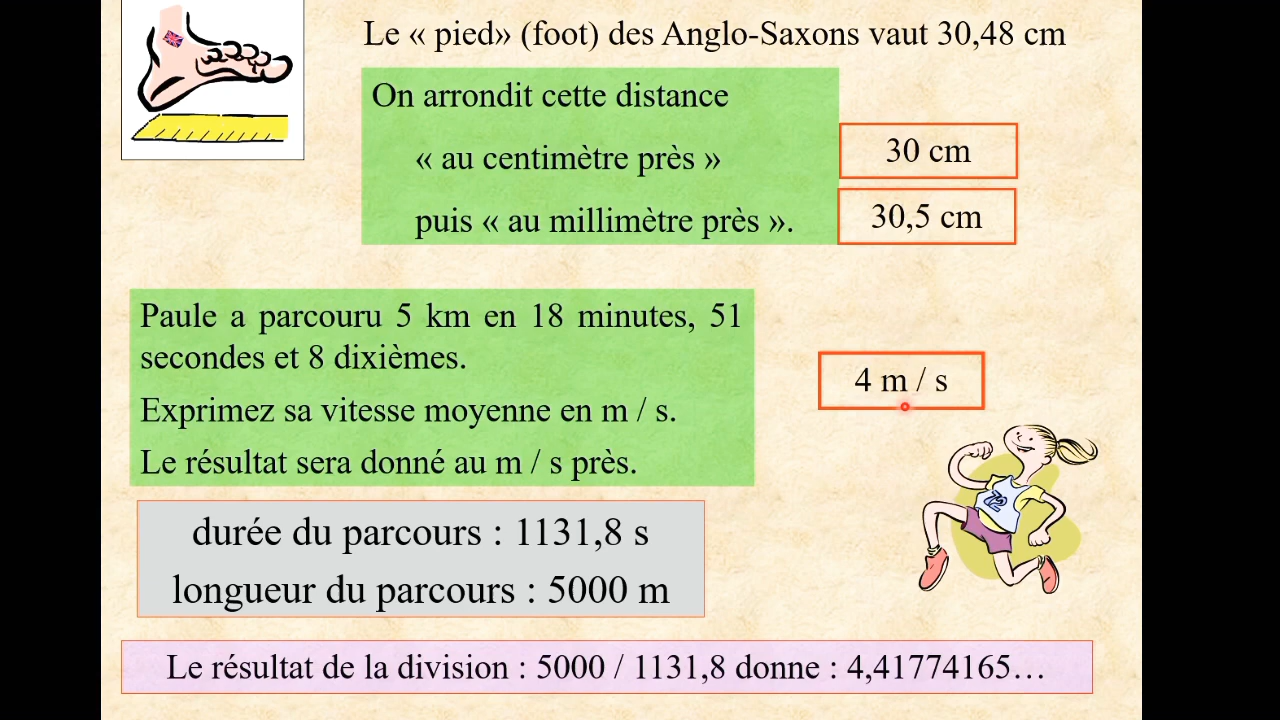 Le « pied» (foot) des Anglo-Saxons vaut 30,48 cm
On arrondit cette distance
« au centimètre près »
30 cm
puis « au millimètre près ».
30,5 cm
Paule a parcouru 5 km en 18 minutes, 51
secondes et 8 dixièmes.
Exprimez sa vitesse moyenne en m / s.
Le résultat sera donné au m / s près.
4 m / s
72
durée du parcours : 1131,8 s
longueur du parcours : 5000 m
Le résultat de la division : 5000 / 1131,8 donne : 4,41774165…